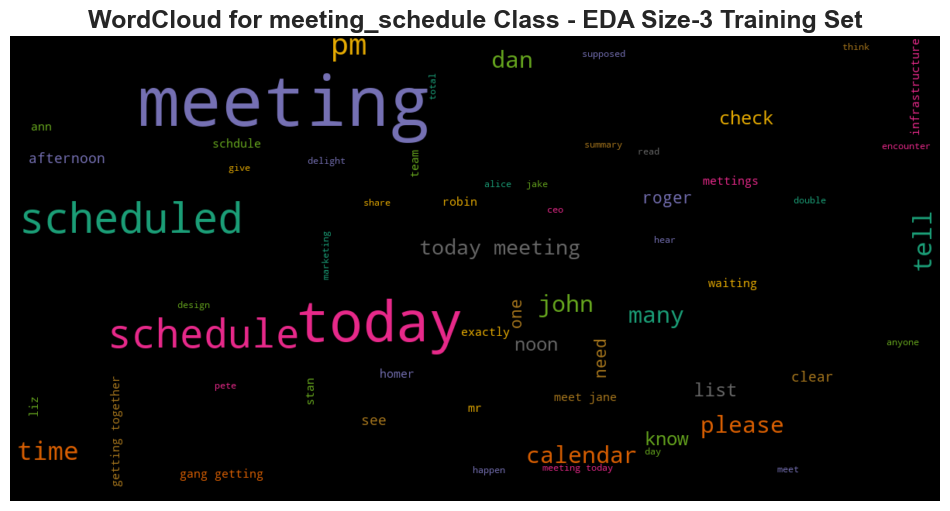 WordCloud for meeting_schedule Class - EDA Size-3 Training Set
pm
dan
supposed
think
infrastructure
meeting
total
check
ann
schdule
afternoon
give
delight
team
summary
read
encounter
alice
jake
mettings
share
robin
ceo
roger
double
scheduled
today meeting
hear
tell
marketing
waiting
design
schedule
today
exactly
one
john
many
noon
need
anyone
homer
pete
stan
list
clear
liz
getting together
see
mr
meet jane
please
time
calendar
know
day
gang getting
happen
meeting today
meet